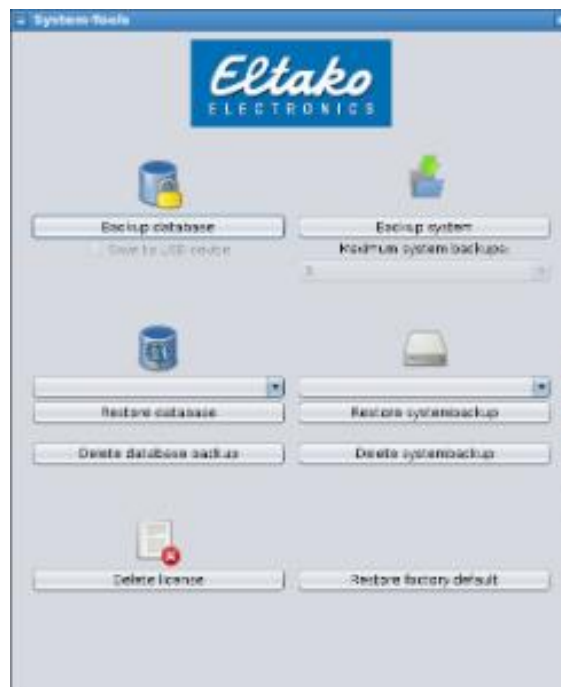 System-Tools
Eltako
ELECTRONICS
Backup database
Backup system
Save to USB device
Maximum system backups:
Restore database
Restore systembackup
Delete database backup
Delete systembackup
Delete license
Restore factory default